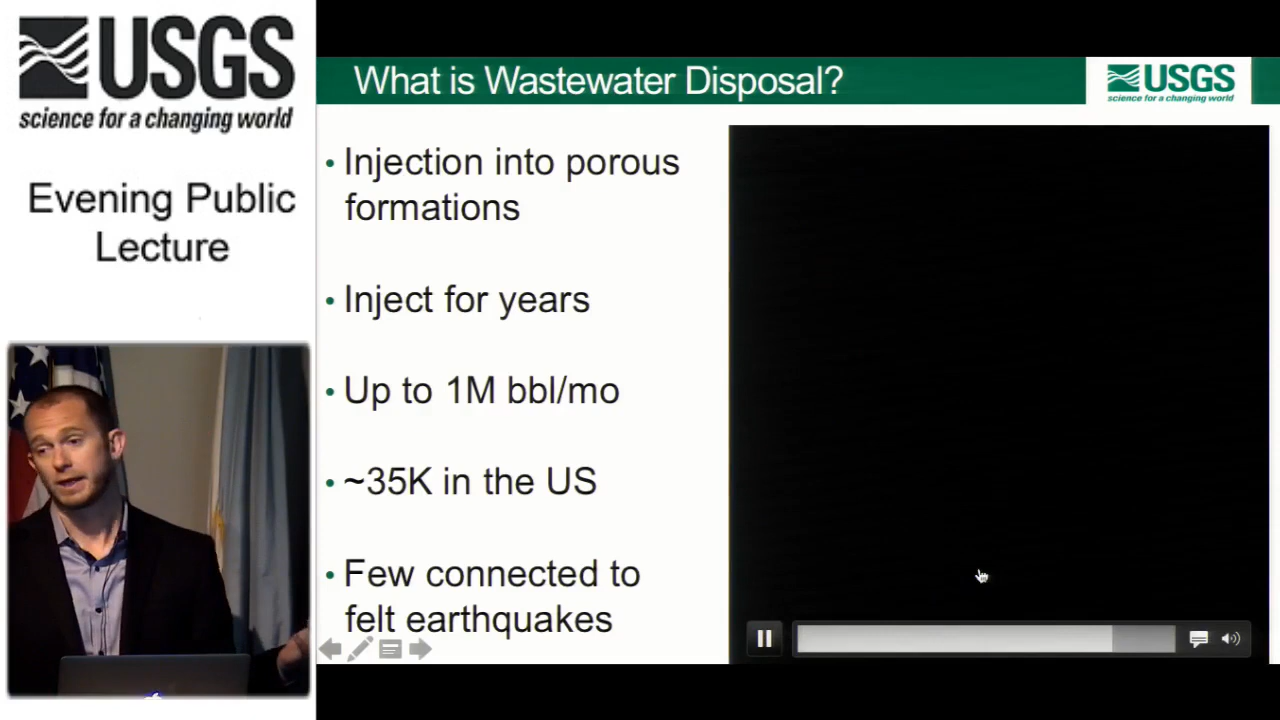 USGS
science for a changing world
Evening Public
Lecture
What is Wastewater Disposal?
USGS
science for a changing world
• Injection into porous
formations
• Inject for years
• Up to 1M bbl/mo
• ~35K in the US
• Few connected to
felt earthquakes